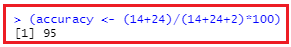 > (accuracy <- (14+24)/(14+24+2)*100)
[1] 95